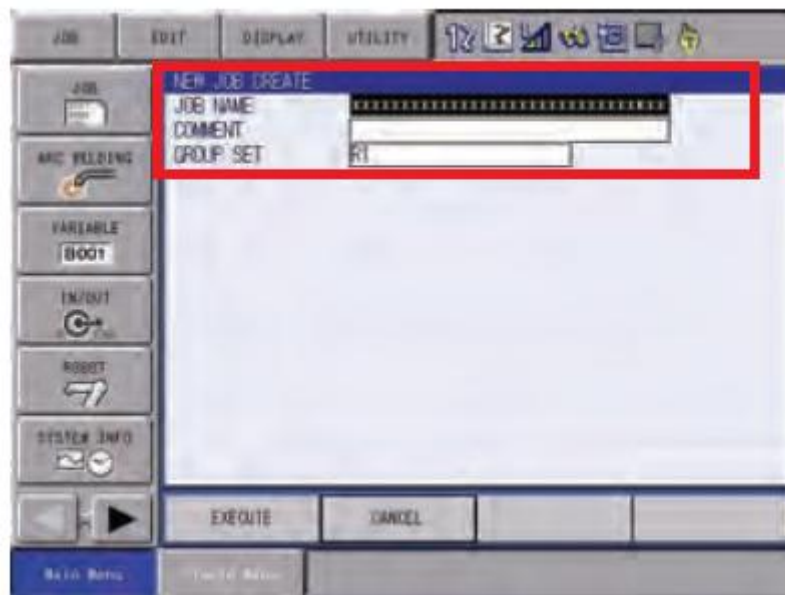 JOB
EDIT
DISPLAY
UTILITY
JOB
ARC WELDING
VARIABLE
B001
IN/OUT
ROBOT
SYSTEM INFO
NEW JOB CREATE
JOB NAME
COMMENT
GROUP SET
R1
EXECUTE
CANCEL
Main Menu